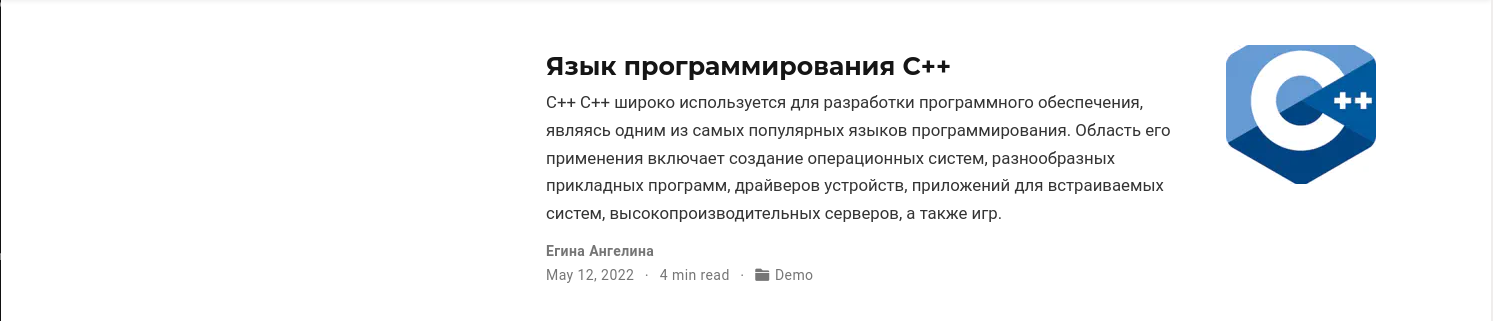 Язык программирования C++
C++ C++ широко используется для разработки программного обеспечения,
являясь одним из самых популярных языков программирования. Область его
применения включает создание операционных систем, разнообразных
прикладных программ, драйверов устройств, приложений для встраиваемых
систем, высокопроизводительных серверов, а также игр.
Егина Ангелина
May 12, 2022 · 4 min read · Demo
C++